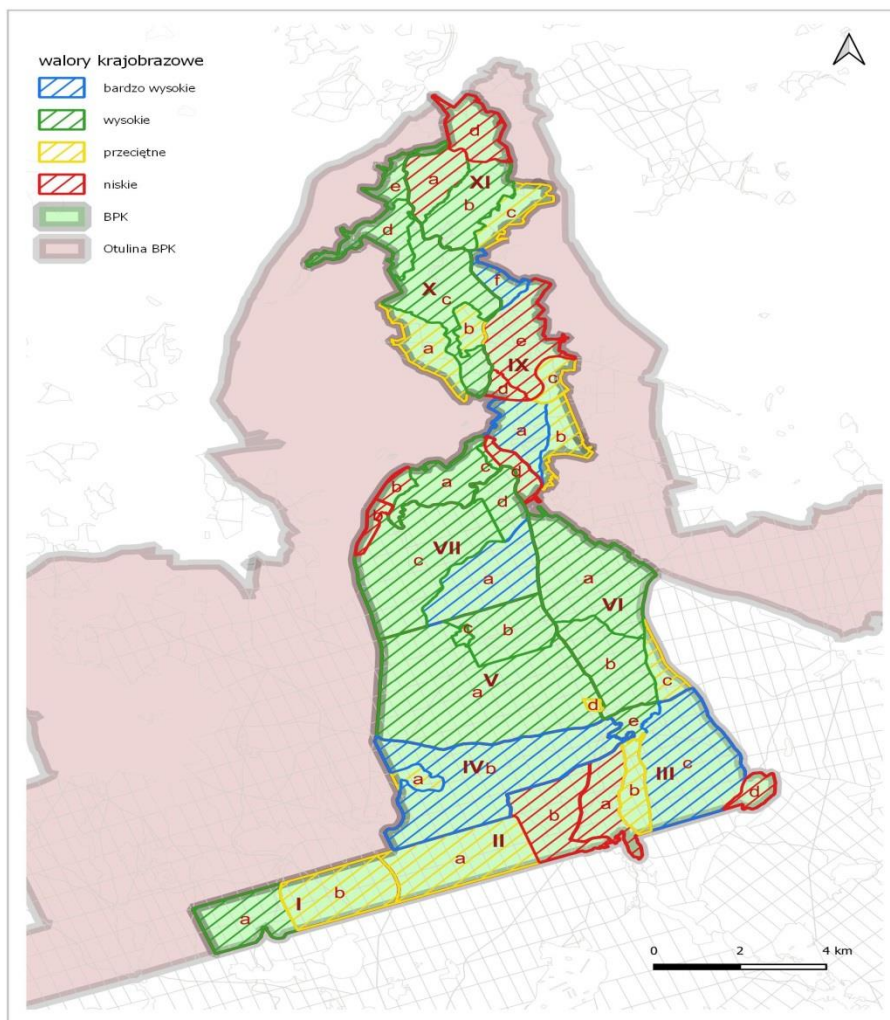 walory krajobrazowe
bardzo wysokie
wysokie
przeciętne
niskie
BPK
Otulina BPK
d
e
a
XI
b
c
d
f
X
c
b
a
e
IX
c
d
a
b
c
d
b
a
b
d
VII
c
a
a
VI
c
b
b
c
V
a
d
e
IV
b
a
III
c
b
d
b
a
II
a
b
I
a
0
2
4 km